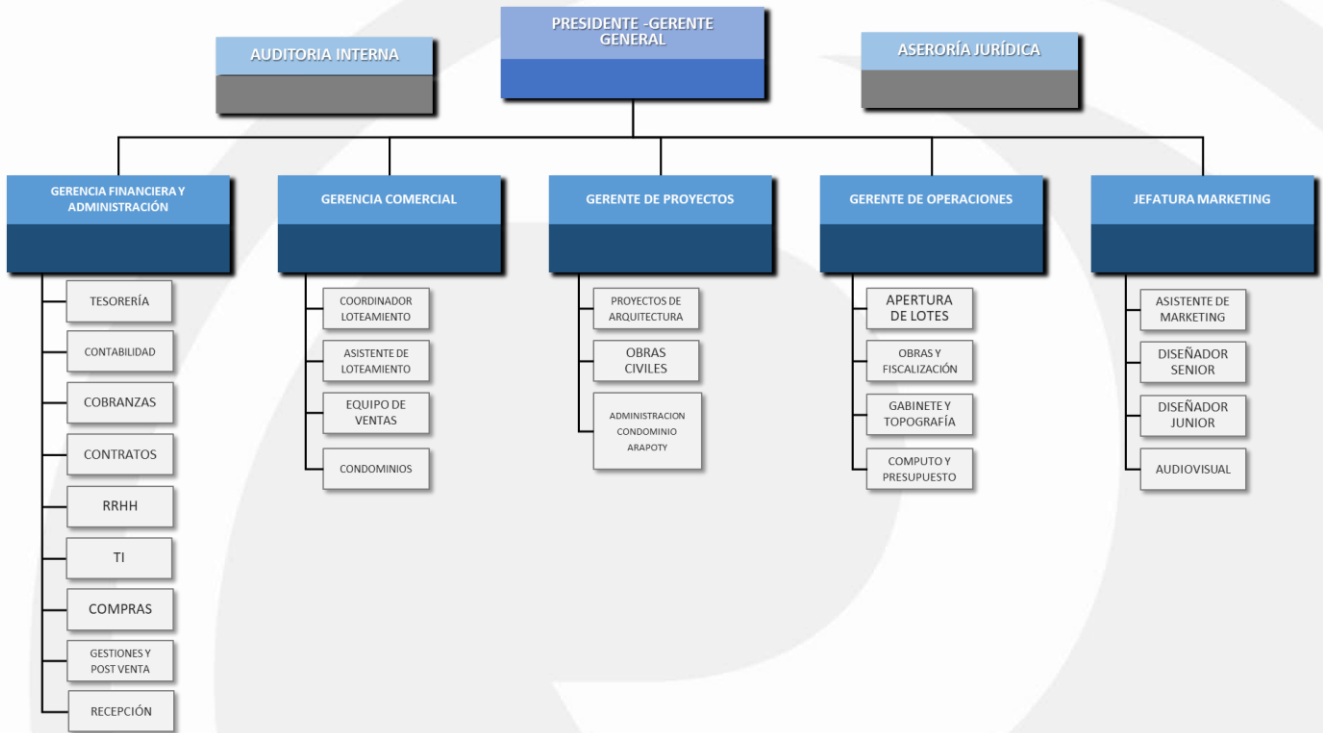 PRESIDENTE -GERENTE
GENERAL
AUDITORIA INTERNA
ASERORÍA JURÍDICA
GERENCIA FINANCIERA Y
ADMINISTRACIÓN
GERENCIA COMERCIAL
GERENTE DE PROYECTOS
GERENTE DE OPERACIONES
JEFATURA MARKETING
TESORERÍA
CONTABILIDAD
COBRANZAS
CONTRATOS
RRHH
TI
COMPRAS
GESTIONES Y
POST VENTA
RECEPCIÓN
COORDINADOR
LOTEAMIENTO
ASISTENTE DE
LOTEAMIENTO
EQUIPO DE
VENTAS
CONDOMINIOS
PROYECTOS DE
ARQUITECTURA
OBRAS
CIVILES
ADMINISTRACION
CONDOMINIO
ARAPOTY
APERTURA
DE LOTES
OBRAS Y
FISCALIZACIÓN
GABINETE Y
TOPOGRAFÍA
COMPUTO Y
PRESUPUESTO
ASISTENTE DE
MARKETING
DISEÑADOR
SENIOR
DISEÑADOR
JUNIOR
AUDIOVISUAL